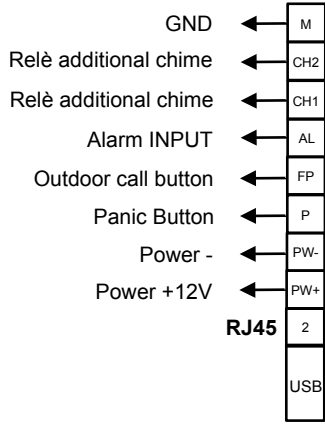 GND M
Relè additional chime CH2
Relè additional chime CH1
Alarm INPUT AL
Outdoor call button FP
Panic Button P
Power - PW-
Power +12V PW+
RJ45 2
USB